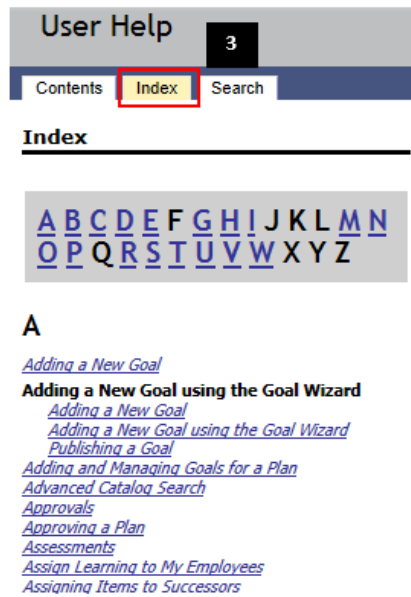 User Help
3
Contents Index Search
Index
A B C D E F G H I J K L M N
O P Q R S T U V W X Y Z
A
Adding a New Goal
Adding a New Goal using the Goal Wizard
Adding a New Goal
Adding a New Goal using the Goal Wizard
Publishing a Goal
Adding and Managing Goals for a Plan
Advanced Catalog Search
Approvals
Approving a Plan
Assessments
Assign Learning to My Employees
Assigning Items to Successors